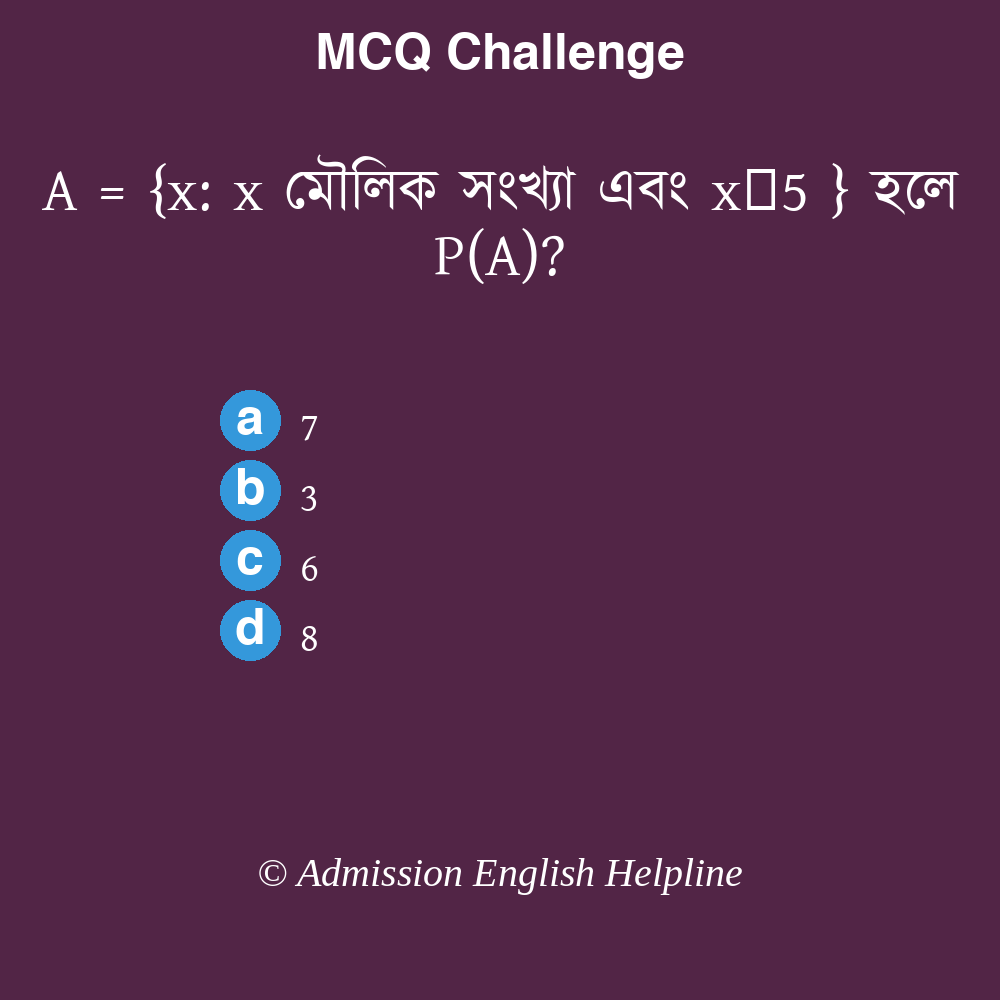 MCQ Challenge
A = {x: x মৌলিক সংখ্যা এবং x▯5 } হলে
P(A)?
a 7
b 3
c 6
d 8
© Admission English Helpline